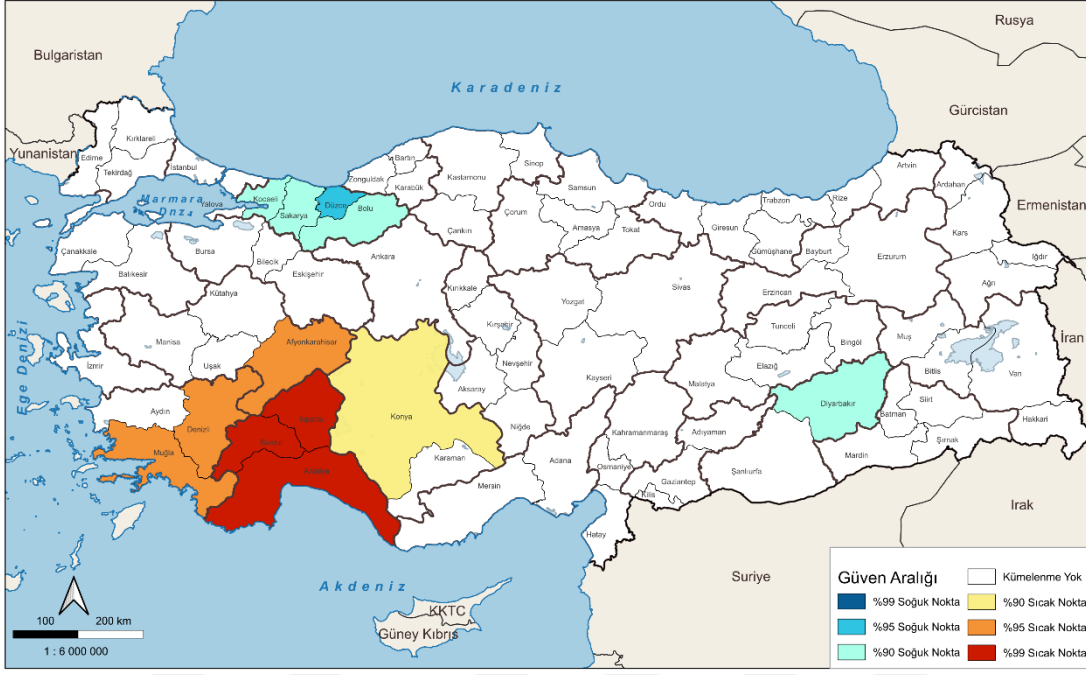 Rusya
Bulgaristan
Karadeniz
Gürcistan
Kırklareli
Edirne
Yunanistan
Tekirdağ
İstanbul
Bartın
Zonguldak
Karabük
Kastamonu
Sinop
Samsun
Artvin
Ardahan
Marmara
Dnz
Yalova
Kocaeli
Sakarya
Düzce
Bolu
Çankırı
Çorum
Amasya
Tokat
Ordu
Giresun
Trabzon
Rize
Gümüşhane
Bayburt
Kars
Ermenistan
Çanakkale
Balıkesir
Bursa
Bilecik
Eskişehir
Ankara
Kırıkkale
Yozgat
Sivas
Erzincan
Erzurum
Iğdır
Ağrı
Kütahya
Manisa
Uşak
Afyonkarahisar
Kırşehir
Nevşehir
Kayseri
Tunceli
Bingöl
Elazığ
Muş
Bitlis
Van
İran
Ege Denizi
İzmir
Aydın
Denizli
Muğla
Isparta
Burdur
Antalya
Konya
Aksaray
Niğde
Karaman
Mersin
Adana
Kahramanmaraş
Malatya
Adıyaman
Diyarbakır
Batman
Siirt
Şırnak
Hakkari
Mardin
Osmaniye
Gaziantep
Kilis
Şanlıurfa
Hatay
Irak
Suriye
Akdeniz
KKTC
Güney Kıbrıs
100 200 km
1 : 6 000 000
Güven Aralığı
%99 Soğuk Nokta
%95 Soğuk Nokta
%90 Soğuk Nokta
Kümelenme Yok
%90 Sıcak Nokta
%95 Sıcak Nokta
%99 Sıcak Nokta